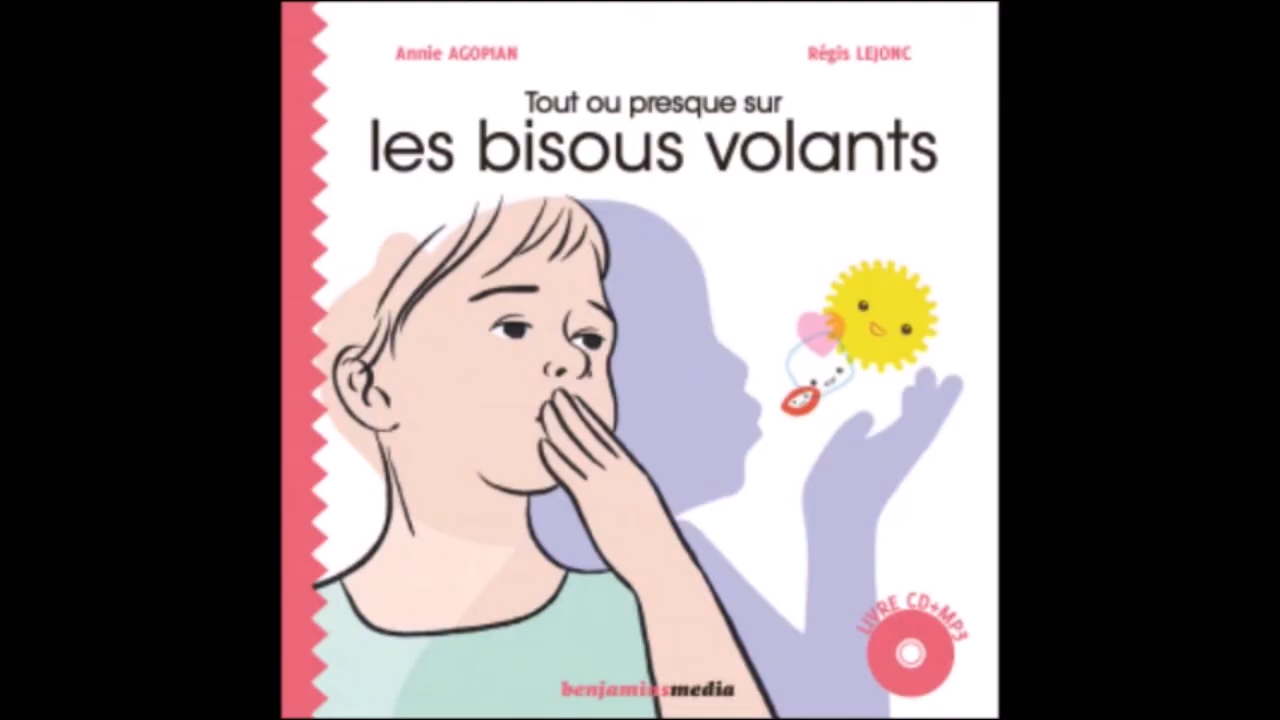 Annie AGOPIAN
Régis LEJONC
Tout ou presque sur
les bisous volants
LIVRE CD+MP3
benjaminsmedia